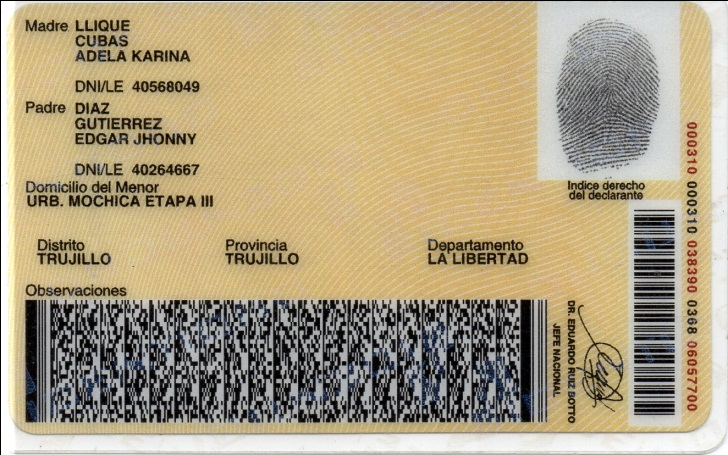 Madre LLIQUE
CUBAS
ADELA KARINA
DNI/LE 40568049
Padre DIAZ
GUTIERREZ
EDGAR JHONNY
DNI/LE 40264667
Domicilio del Menor
URB. MOCHICA ETAPA III
Indice derecho
del declarante
Distrito
TRUJILLO
Provincia
TRUJILLO
Departamento
LA LIBERTAD
Observaciones
DR. EDUARDO RUIZ BOTTO
JEFE NACIONAL
000310 000310 038390 0368 06057700